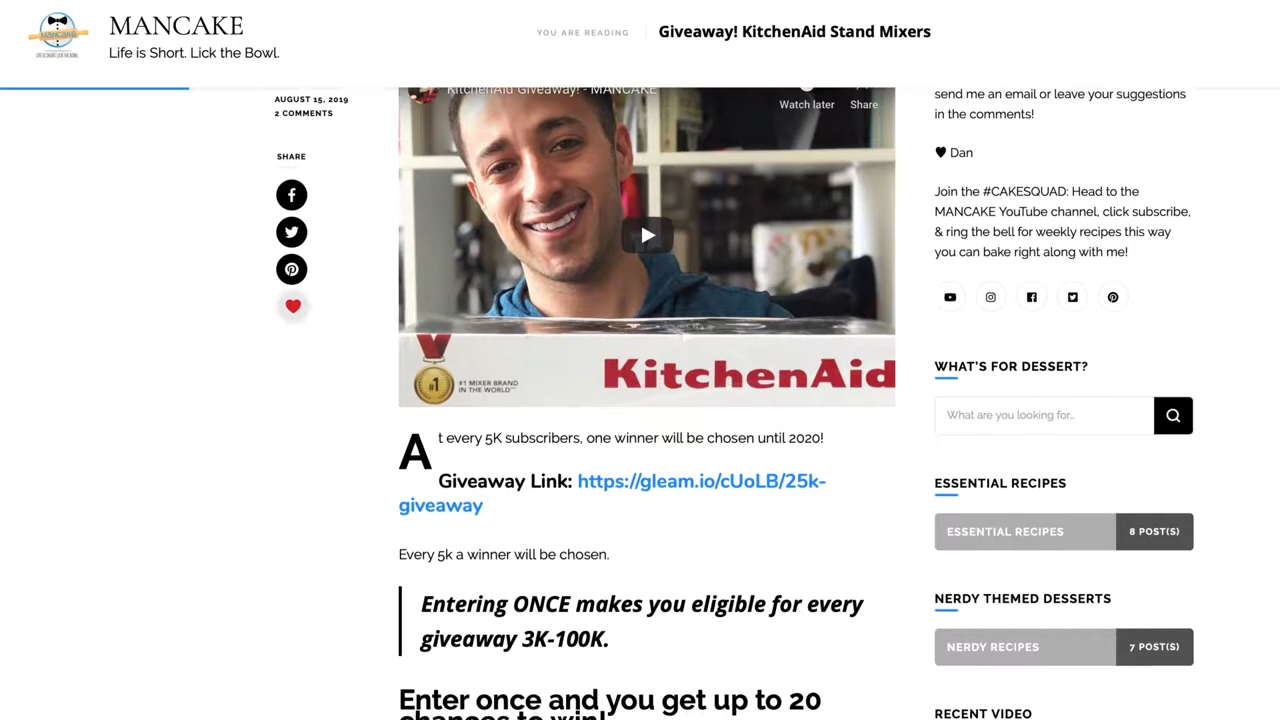 MANCAKE
Life is Short. Lick the Bowl.
YOU ARE READING
Giveaway! KitchenAid Stand Mixers
AUGUST 15, 2019
2 COMMENTS
SHARE
KitchenAid Giveaway! - MANCAKE
Watch later
Share
#1
#1 MIXER BRAND
IN THE WORLD
KitchenAid
At every 5K subscribers, one winner will be chosen until 2020!
Giveaway Link: https://gleam.io/cUoLB/25k-
giveaway
Every 5k a winner will be chosen.
Entering ONCE makes you eligible for every
giveaway 3K-100K.
Enter once and you get up to 20
chances to win!
send me an email or leave your suggestions
in the comments!
Dan
Join the #CAKESQUAD: Head to the
MANCAKE YouTube channel, click subscribe,
& ring the bell for weekly recipes this way
you can bake right along with me!
WHAT'S FOR DESSERT?
What are you looking for...
ESSENTIAL RECIPES
ESSENTIAL RECIPES
8 POST(S)
NERDY THEMED DESSERTS
NERDY RECIPES
7 POST(S)
RECENT VIDEO